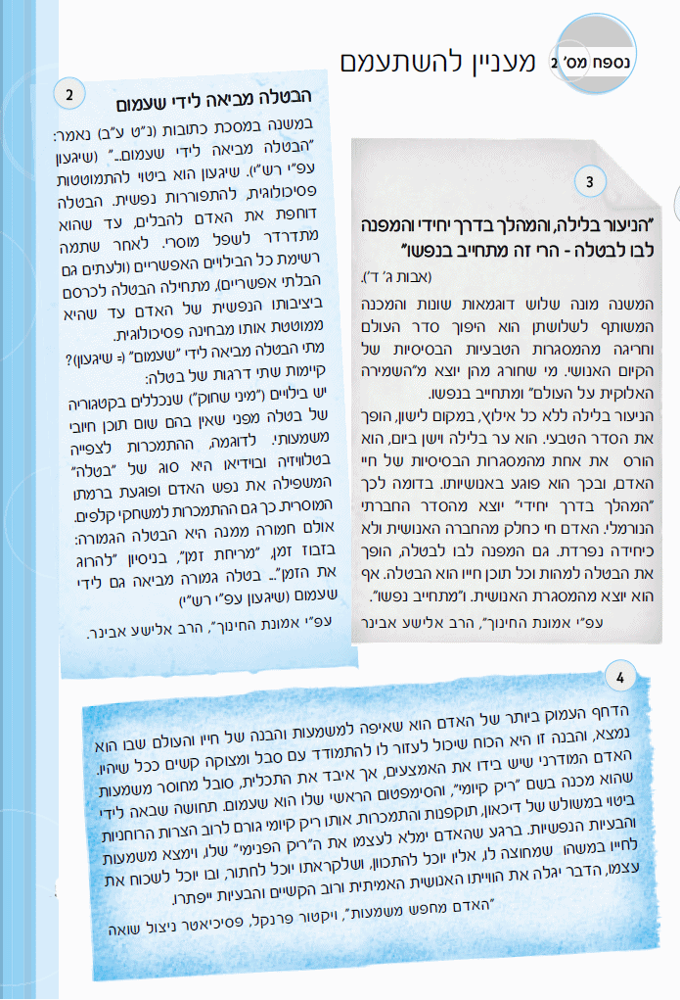 נספח מס' 2
מעניין להשתעמם
2
הבטלה מביאה לידי שעמום
במשנה במסכת כתובות (נ"ט ע"ב) נאמר:
"הבטלה מביאה לידי שעמום..." (שיגעון
עפ"י רש"י). שיגעון הוא ביטוי להתמוטטות
פסיכולוגית, להתפוררות נפשית. הבטלה
דוחפת את האדם להבלים, עד שהוא
מתדרדר לשפל מוסרי. לאחר שתמה
רשימת כל הבילויים האפשריים (ולעתים גם
הבלתי אפשריים), מתחילה הבטלה לכרסם
ביציבותו הנפשית של האדם עד שהיא
ממוטטת אותו מבחינה פסיכולוגית.
מתי הבטלה מביאה לידי "שעמום" (= שיגעון)?
קיימות שתי דרגות של בטלה:
יש בילויים ("מיני שחוק") שנכללים בקטגוריה
של בטלה מפני שאין בהם שום תוכן חיובי
משמעותי. לדוגמה, ההתמכרות לצפייה
בטלוויזיה ובוידיאו היא סוג של "בטלה"
המשפילה את נפש האדם ופוגעת ברמתו
המוסרית. כך גם ההתמכרות למשחקי קלפים.
אולם חמורה ממנה היא הבטלה הגמורה:
בזבוז זמן, "מריחת זמן", בניסיון "להרוג
את הזמן"... בטלה גמורה מביאה גם לידי
שעמום (שיגעון עפ"י רש"י)
עפ"י אמונת החינוך", הרב אלישע אבינר.
3
"הניעור בלילה, והמהלך בדרך יחידי והמפנה
לבו לבטלה - הרי זה מתחייב בנפשו"
(אבות ג' ד').
המשנה מונה שלוש דוגמאות שונות והמכנה
המשותף לשלושתן הוא היפוך סדר העולם
וחריגה מהמסגרות הטבעיות הבסיסיות של
הקיום האנושי. מי שחורג מהן יוצא מ"השמירה
האלוקית על העולם" ומתחייב בנפשו.
הניעור בלילה ללא כל אילוץ, במקום לישון, הופך
את הסדר הטבעי. הוא ער בלילה וישן ביום, הוא
הורס את אחת מהמסגרות הבסיסיות של חיי
האדם, ובכך הוא פוגע באנושיותו. בדומה לכך
"המהלך בדרך יחידי" יוצא מהסדר החברתי
הנורמלי. האדם חי כחלק מהחברה האנושית ולא
כיחידה נפרדת. גם המפנה לבו לבטלה, הופך
את הבטלה למהות וכל תוכן חייו הוא הבטלה. אף
הוא יוצא מהמסגרת האנושית. ו"מתחייב נפשו".
עפ"י אמונת החינוך", הרב אלישע אבינר
4
הדחף העמוק ביותר של האדם הוא שאיפה למשמעות והבנה של חייו והעולם שבו הוא
נמצא, והבנה זו היא הכוח שיכול לעזור לו להתמודד עם סבל ומצוקה קשים ככל שיהיו.
האדם המודרני שיש בידו את האמצעים, אך איבד את התכלית, סובל מחוסר משמעות
שהוא מכנה בשם "ריק קיומי", והסימפטום הראשי שלו הוא שעמום. תחושה שבאה לידי
ביטוי במשולש של דיכאון, תוקפנות והתמכרות. אותו ריק קיומי גורם לרוב הצרות הרוחניות
והבעיות הנפשיות. ברגע שהאדם ימלא לעצמו את ה"ריק הפנימי" שלו, וימצא משמעות
לחייו במשהו שמחוצה לו, אליו יוכל להתכוון, ושלקראתו יוכל לחתור, ובו יוכל לשכוח את
עצמו, הדבר יגלה את הווייתו האנושית האמיתית ורוב הקשיים והבעיות ייפתרו.
"האדם מחפש משמעות", ויקטור פרנקל, פסיכיאטר ניצול שואה